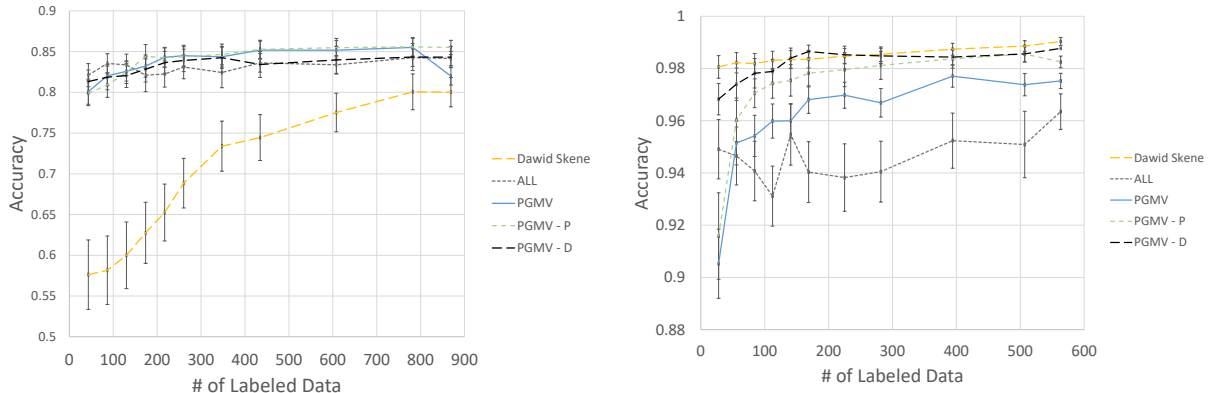 0.9
0.85
0.8
0.75
0.7
0.65
0.6
0.55
0.5
Accuracy
0 100 200 300 400 500 600 700 800 900
# of Labeled Data
Dawid Skene
ALL
PGMV
PGMV - P
PGMV - D
1
0.98
0.96
0.94
0.92
0.9
0.88
Accuracy
0 100 200 300 400 500 600
# of Labeled Data
Dawid Skene
ALL
PGMV
PGMV - P
PGMV - D